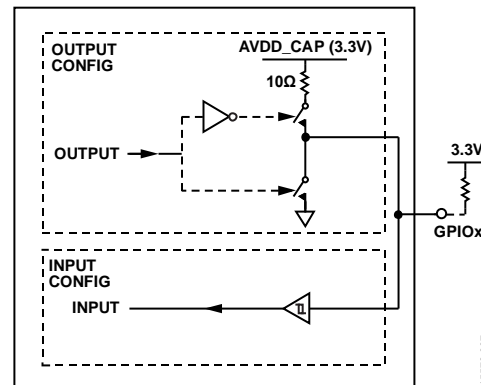 OUTPUT
CONFIG
AVDD_CAP (3.3V)
10Ω
OUTPUT
3.3V
GPIOx
INPUT
CONFIG
INPUT